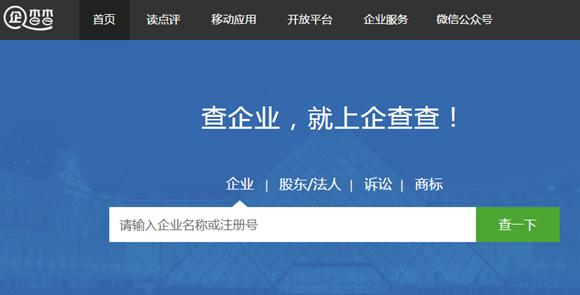 企查查
首页 读点评 移动应用 开放平台 企业服务 微信公众号
查企业，就上企查查！
企业 | 股东/法人 | 诉讼 | 商标
请输入企业名称或注册号 查一下